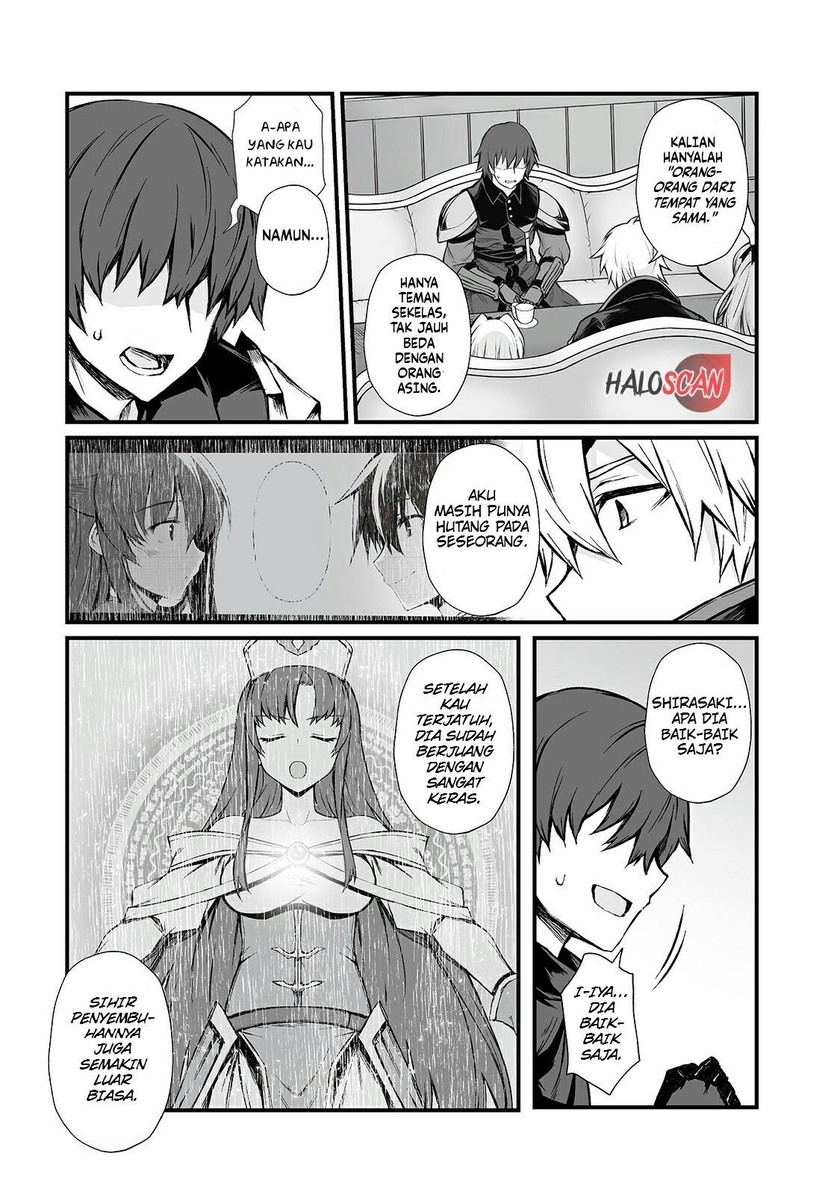 KALIAN
HANYALAH
"ORANG-
ORANG DARI
TEMPAT YANG
SAMA."
HANYA
TEMAN
SEKELAS,
TAK JAUH
BEDA
DENGAN
ORANG
ASING.
HALOSCAN
A-APA
YANG KAU
KATAKAN...
NAMUN...
AKU
MASIH PUNYA
HUTANG PADA
SESEORANG.
SHIRASAKI...
APA DIA
BAIK-BAIK
SAJA?
I-IYA...
DIA
BAIK-
BAIK
SAJA.
SETELAH
KAU
TERJATUH,
DIA SUDAH
BERJUANG
DENGAN
SANGAT
KERAS.
SIHIR
PENYEMBU-
HANNYA
JUGA
SEMAKIN
LUAR
BIASA.